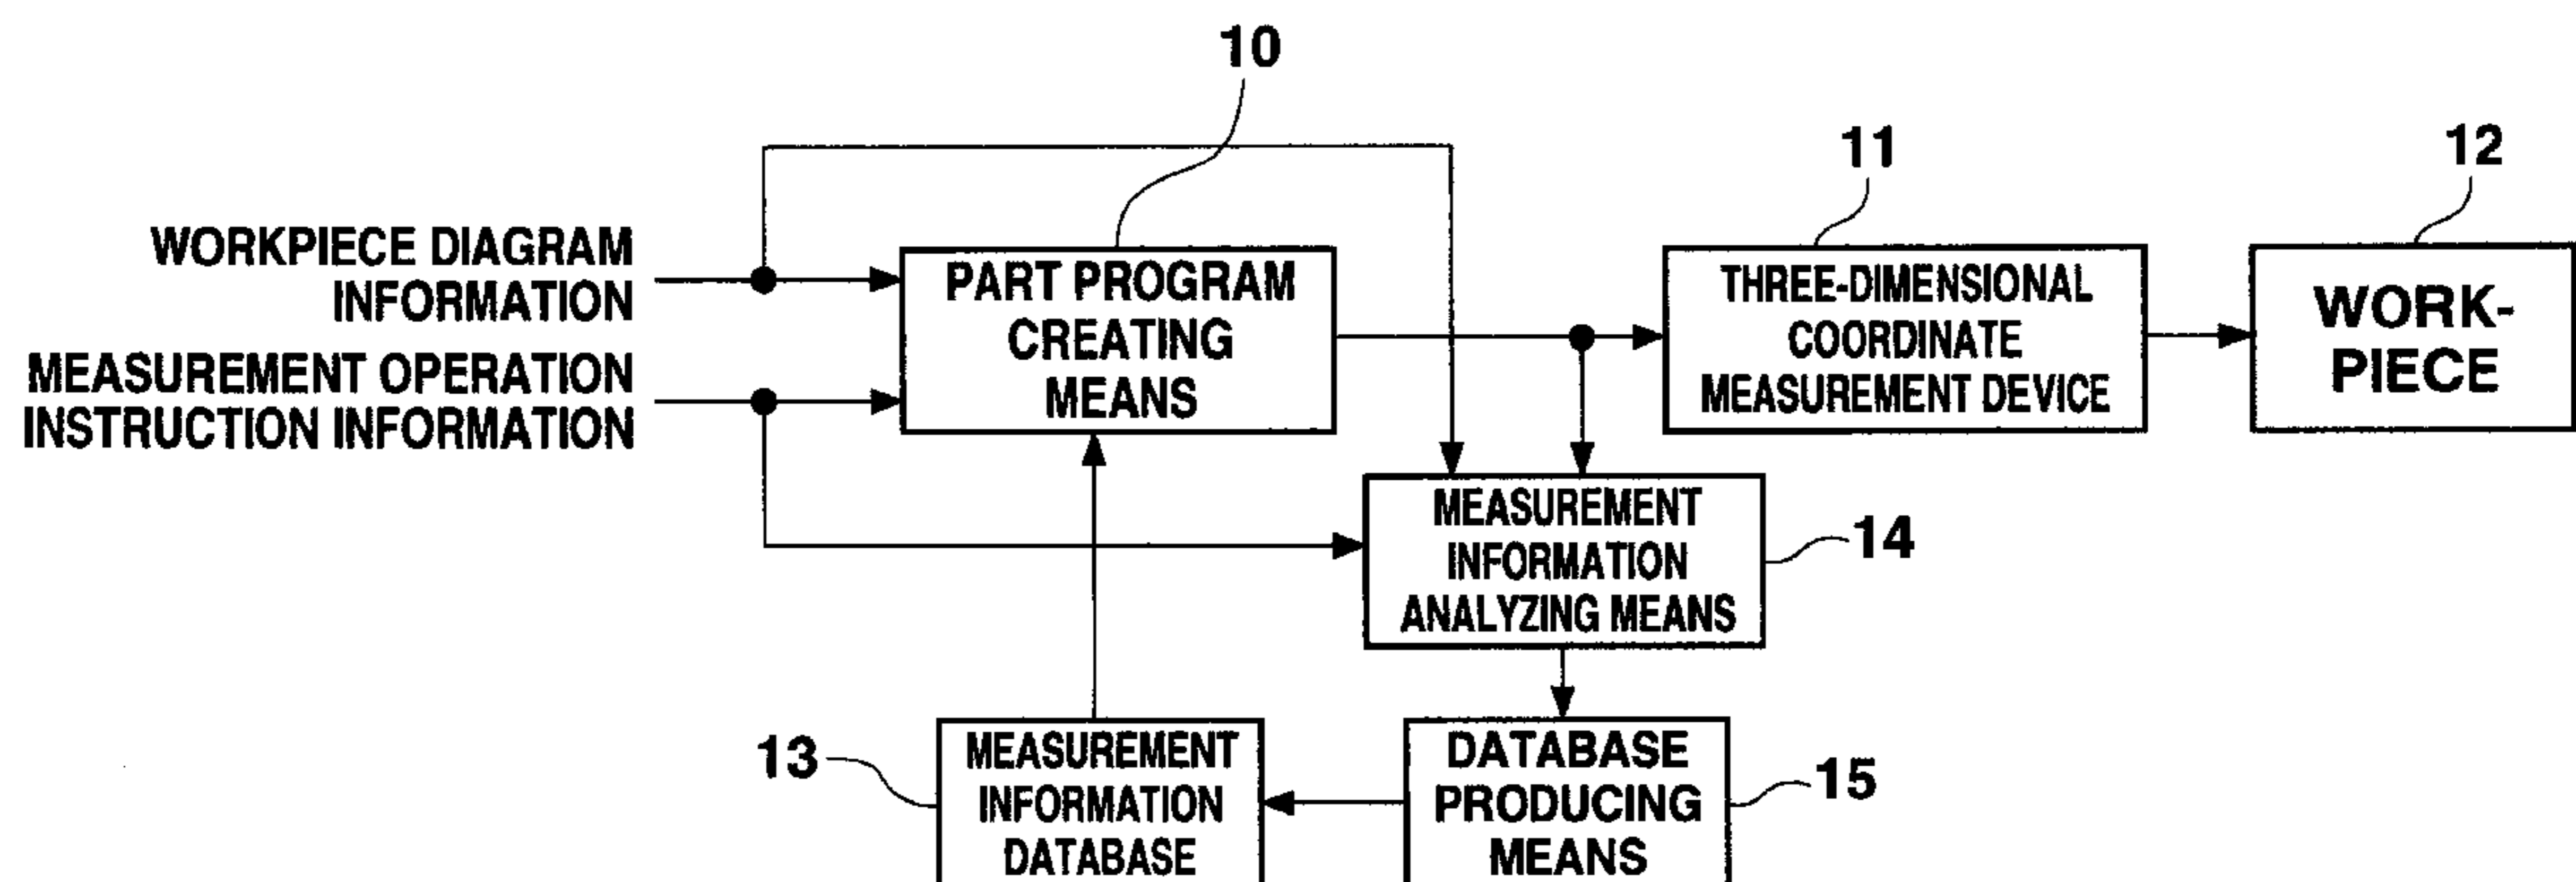 10
11
12
WORKPIECE DIAGRAM
INFORMATION
MEASUREMENT OPERATION
INSTRUCTION INFORMATION
PART PROGRAM
CREATING
MEANS
THREE-DIMENSIONAL
COORDINATE
MEASUREMENT DEVICE
WORK-
PIECE
MEASUREMENT
INFORMATION
ANALYZING MEANS
14
13
MEASUREMENT
INFORMATION
DATABASE
DATABASE
PRODUCING
MEANS
15